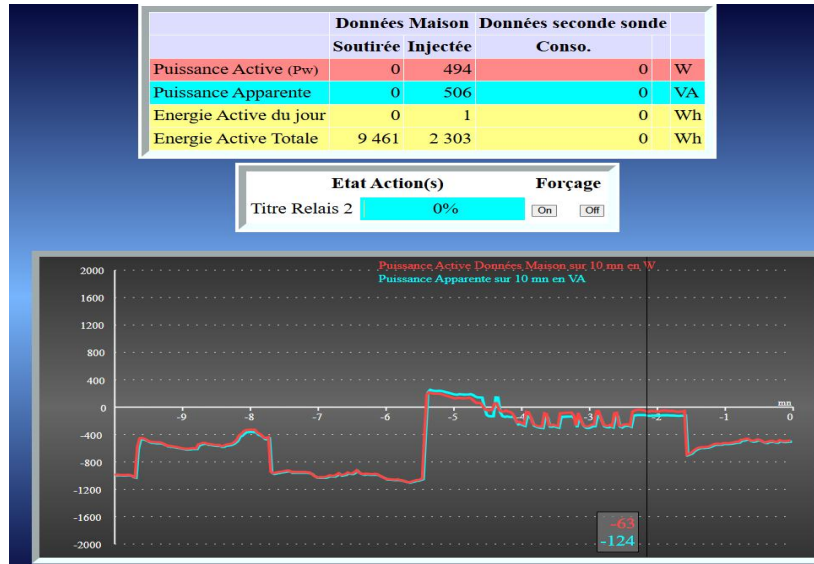 Données Maison Données seconde sonde
Soutirée Injectée Conso.
Puissance Active (Pw) 0 494 0 W
Puissance Apparente 0 506 0 VA
Energie Active du jour 0 1 0 Wh
Energie Active Totale 9 461 2 303 0 Wh
Etat Action(s) Forçage
Titre Relais 2 0% On Off
Puissance Active Données Maison sur 10 mn en W
Puissance Apparente sur 10 mn en VA
2000
1600
1200
800
400
0
-400
-800
-1200
-1600
-2000
-9 -8 -7 -6 -5 -4 -3 -2 -1 0
mn
-63
-124